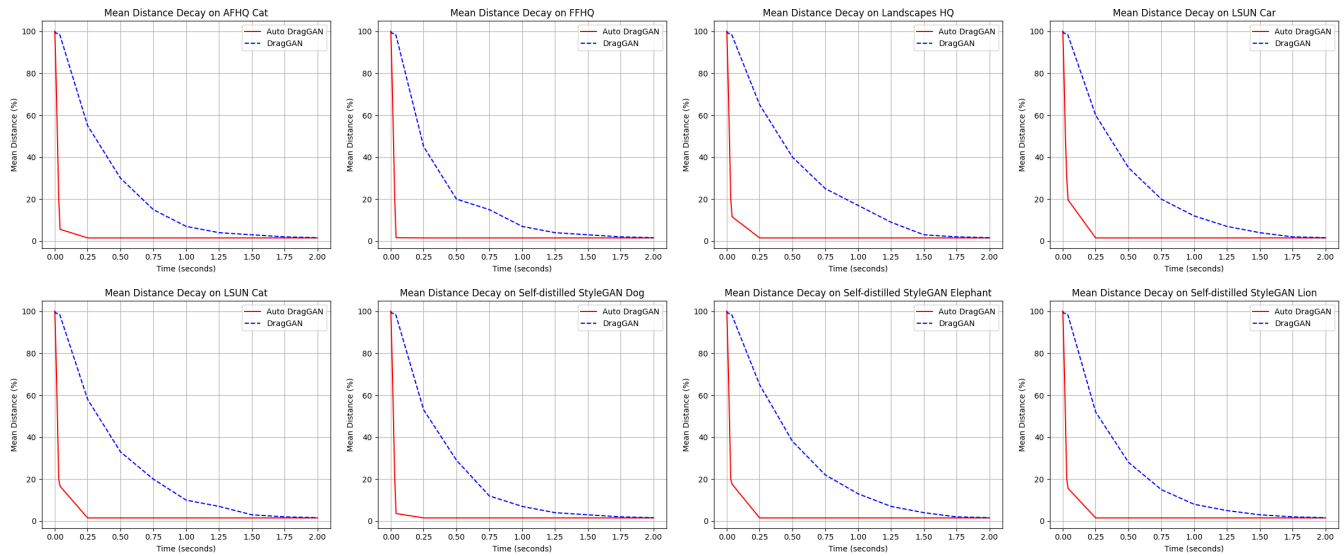 Mean Distance Decay on AFHQ Cat
Mean Distance (%)
100
80
60
40
20
0
Auto DragGAN
DragGAN
0.00 0.25 0.50 0.75 1.00 1.25 1.50 1.75 2.00
Time (seconds)
Mean Distance Decay on FFHQ
Mean Distance (%)
100
80
60
40
20
0
Auto DragGAN
DragGAN
0.00 0.25 0.50 0.75 1.00 1.25 1.50 1.75 2.00
Time (seconds)
Mean Distance Decay on Landscapes HQ
Mean Distance (%)
100
80
60
40
20
0
Auto DragGAN
DragGAN
0.00 0.25 0.50 0.75 1.00 1.25 1.50 1.75 2.00
Time (seconds)
Mean Distance Decay on LSUN Car
Mean Distance (%)
100
80
60
40
20
0
Auto DragGAN
DragGAN
0.00 0.25 0.50 0.75 1.00 1.25 1.50 1.75 2.00
Time (seconds)
Mean Distance Decay on LSUN Cat
Mean Distance (%)
100
80
60
40
20
0
Auto DragGAN
DragGAN
0.00 0.25 0.50 0.75 1.00 1.25 1.50 1.75 2.00
Time (seconds)
Mean Distance Decay on Self-distilled StyleGAN Dog
Mean Distance (%)
100
80
60
40
20
0
Auto DragGAN
DragGAN
0.00 0.25 0.50 0.75 1.00 1.25 1.50 1.75 2.00
Time (seconds)
Mean Distance Decay on Self-distilled StyleGAN Elephant
Mean Distance (%)
100
80
60
40
20
0
Auto DragGAN
DragGAN
0.00 0.25 0.50 0.75 1.00 1.25 1.50 1.75 2.00
Time (seconds)
Mean Distance Decay on Self-distilled StyleGAN Lion
Mean Distance (%)
100
80
60
40
20
0
Auto DragGAN
DragGAN
0.00 0.25 0.50 0.75 1.00 1.25 1.50 1.75 2.00
Time (seconds)